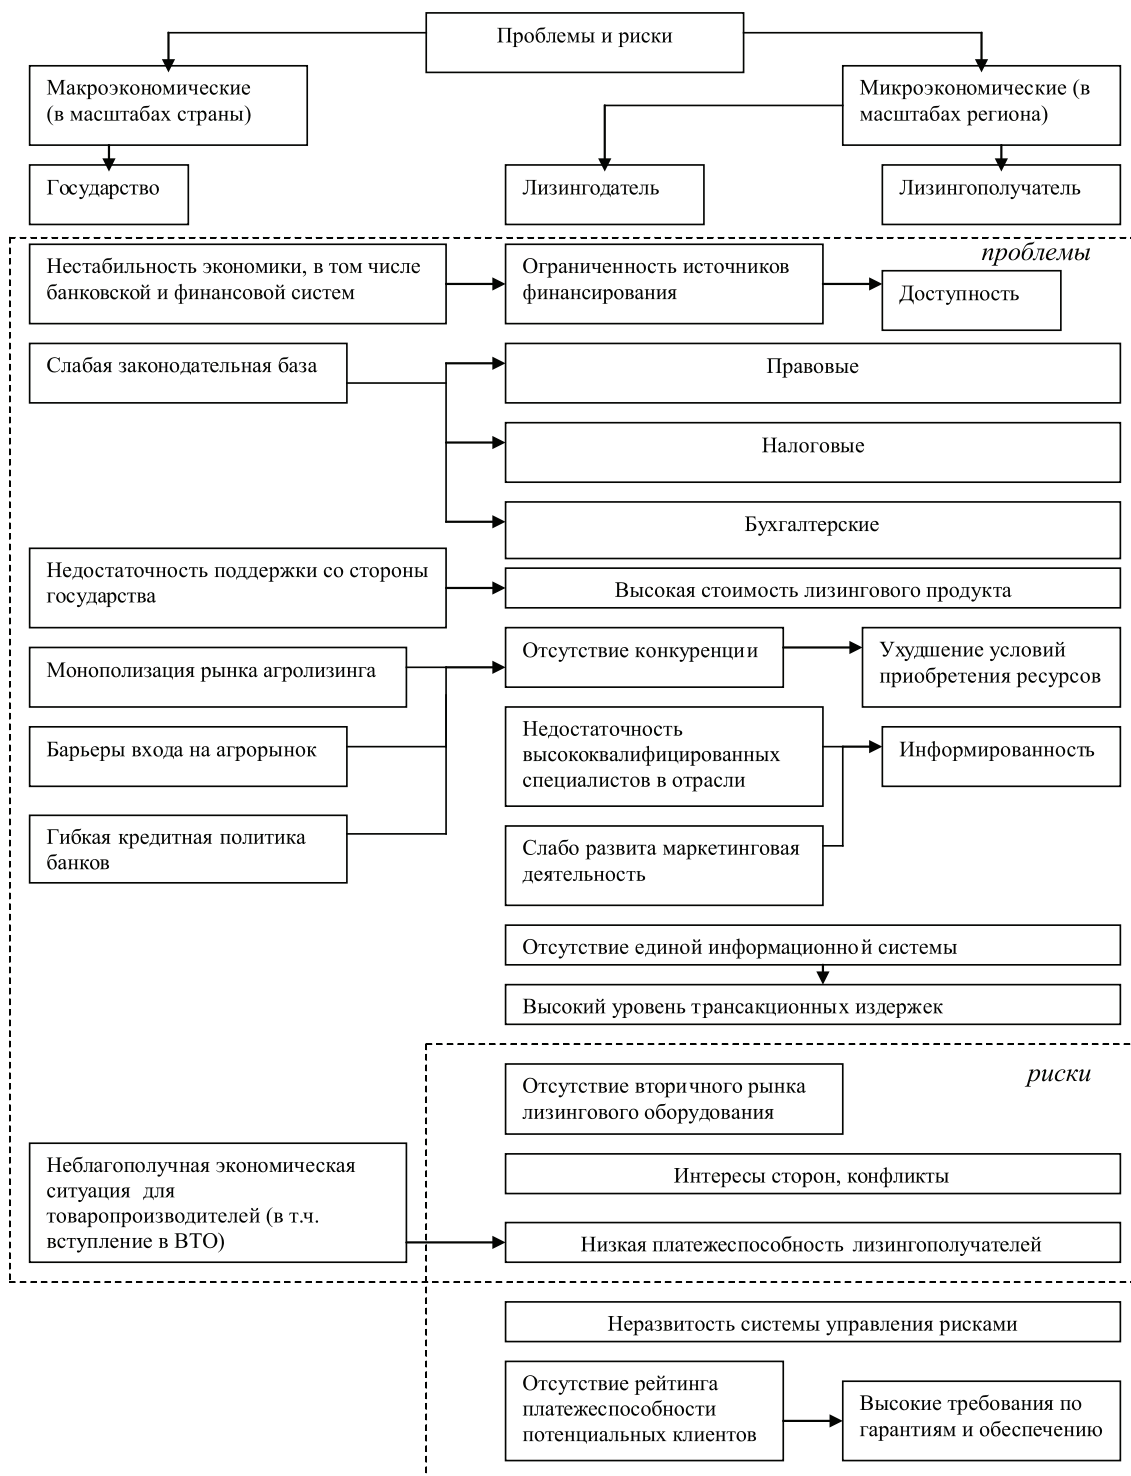 Проблемы и риски
Макроэкономические
(в масштабах страны)
Микроэкономические (в
масштабах региона)
Государство
Лизингодатель
Лизингополучатель
проблемы
Нестабильность экономики, в том числе
банковской и финансовой систем
Ограниченность источников
финансирования
Доступность
Слабая законодательная база
Правовые
Налоговые
Бухгалтерские
Недостаточность поддержки со стороны
государства
Высокая стоимость лизингового продукта
Монополизация рынка агролизинга
Отсутствие конкуренции
Ухудшение условий
приобретения ресурсов
Барьеры входа на агрорынок
Недостаточность
высококвалифицированных
специалистов в отрасли
Информированность
Гибкая кредитная политика
банков
Слабо развита маркетинговая
деятельность
Отсутствие единой информационной системы
Высокий уровень трансакционных издержек
риски
Отсутствие вторичного рынка
лизингового оборудования
Неблагополучная экономическая
ситуация для
товаропроизводителей (в т.ч.
вступление в ВТО)
Интересы сторон, конфликты
Низкая платежеспособность лизингополучателей
Неразвитость системы управления рисками
Отсутствие рейтинга
платежеспособности
потенциальных клиентов
Высокие требования по
гарантиям и обеспечению